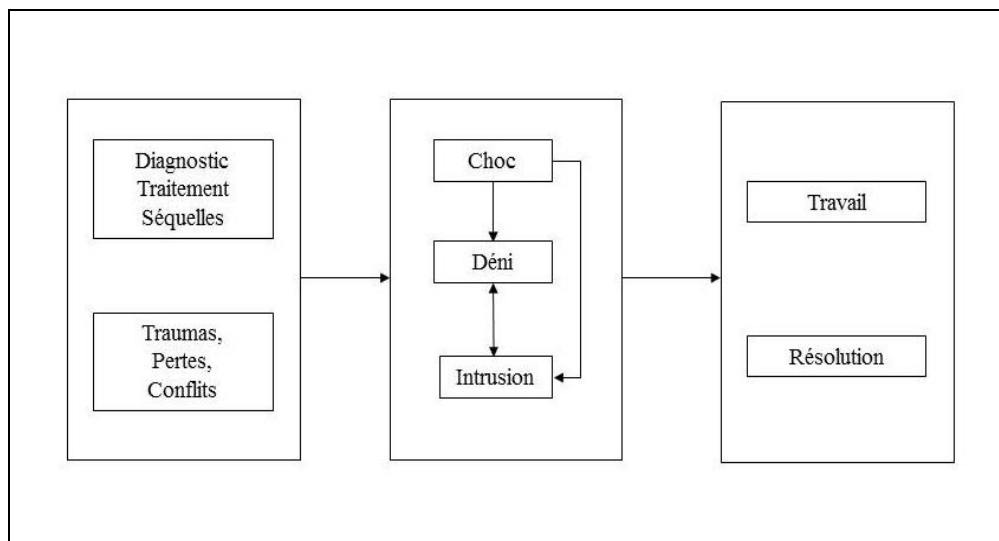 Diagnostic
Traitement
Séquelles
Traumas,
Pertes,
Conflits
Choc
Déni
Intrusion
Travail
Résolution